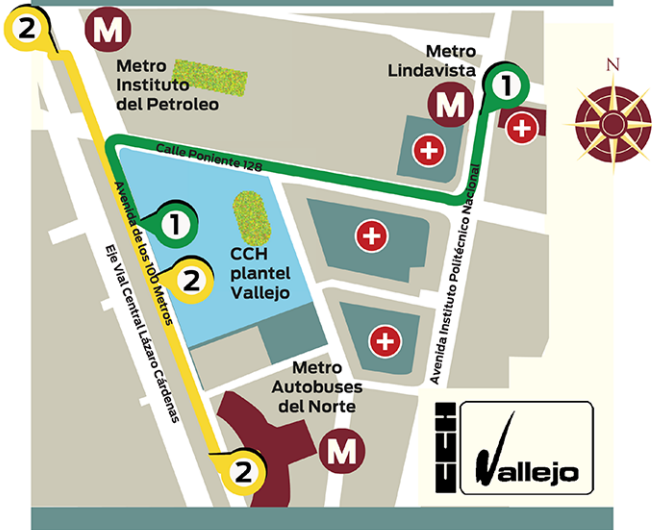 2
M
Metro
Instituto
del Petroleo
Metro
Lindavista
M
1
N
Calle Poniente 128
Avenida de los 100 Metros
1
2
CCH
plantel
Vallejo
Eje Vial Central Lázaro Cárdenas
Avenida Instituto Politécnico Nacional
Metro
Autobuses
del Norte
M
2
CCH
Vallejo